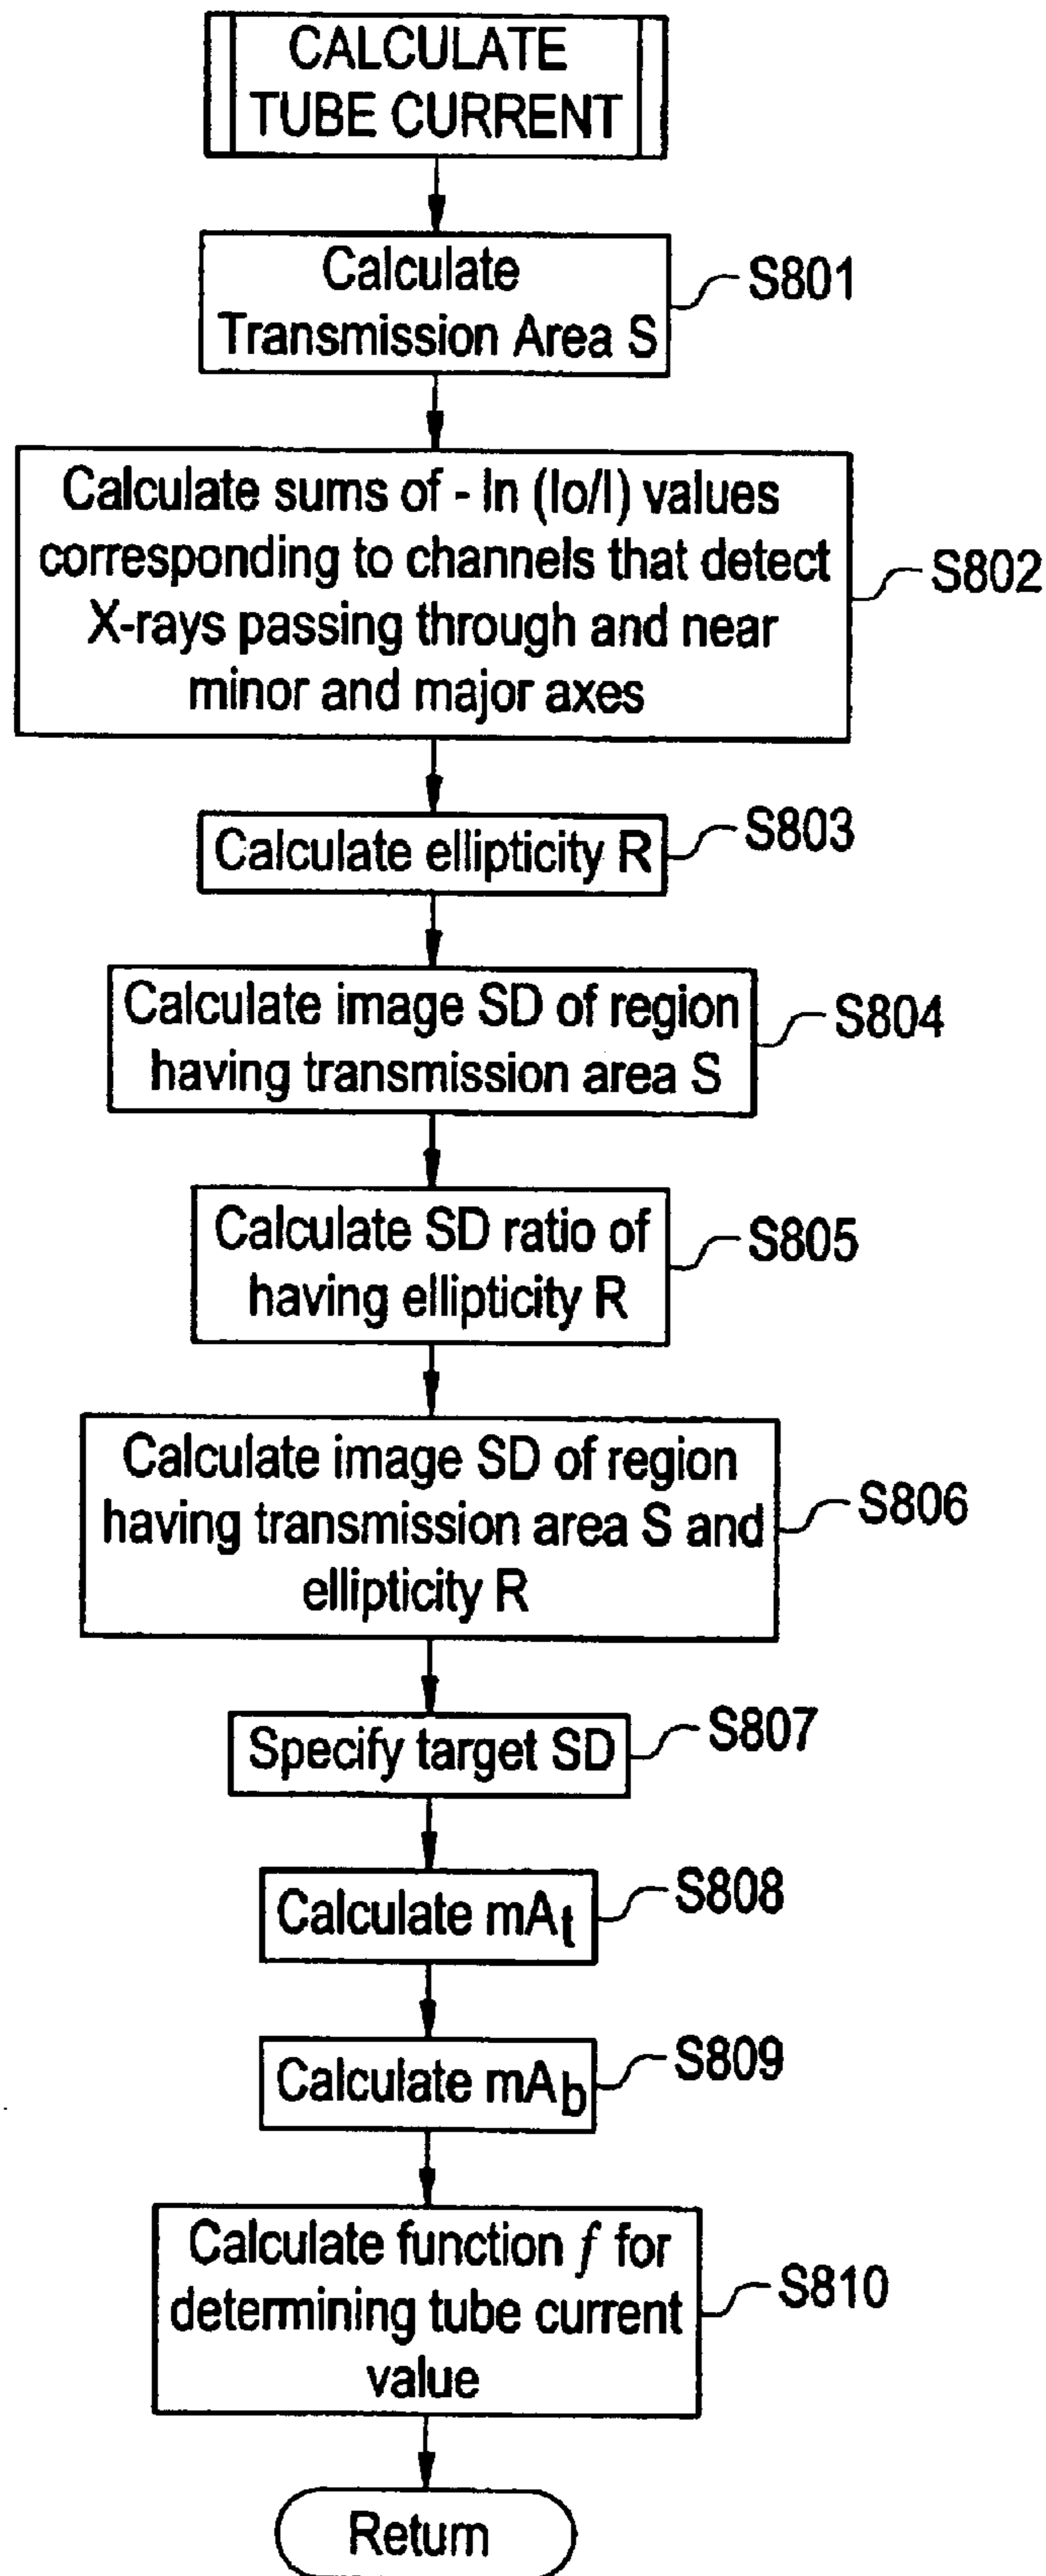 CALCULATE
TUBE CURRENT
Calculate
Transmission Area S
S801
Calculate sums of - ln (Io/I) values
corresponding to channels that detect
X-rays passing through and near
minor and major axes
S802
Calculate ellipticity R
S803
Calculate image SD of region
having transmission area S
S804
Calculate SD ratio of
having ellipticity R
S805
Calculate image SD of region
having transmission area S and
ellipticity R
S806
Specify target SD
S807
Calculate mAt
S808
Calculate mAb
S809
Calculate function f for
determining tube current
value
S810
Return